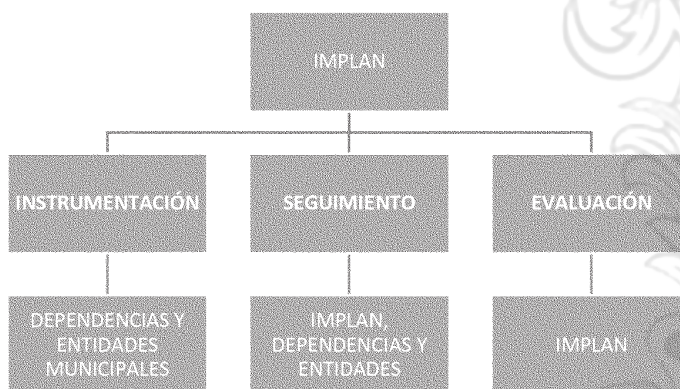 IMPLAN
INSTRUMENTACIÓN
SEGUIMIENTO
EVALUACIÓN
DEPENDENCIAS Y
ENTIDADES
MUNICIPALES
IMPLAN,
DEPENDENCIAS Y
ENTIDADES
IMPLAN